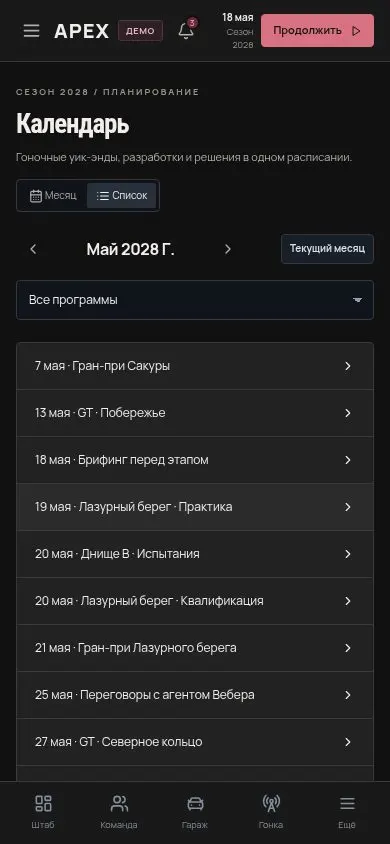 APEX
ДЕМО
3
18 мая
Сезон
2028
Продолжить
СЕЗОН 2028 / ПЛАНИРОВАНИЕ
Календарь
Гоночные уик-энды, разработки и решения в одном расписании.
Месяц
Список
Май 2028 Г.
Текущий месяц
Все программы
7 мая · Гран-при Сакуры
13 мая · GT · Побережье
18 мая · Брифинг перед этапом
19 мая · Лазурный берег · Практика
20 мая · Днище B · Испытания
20 мая · Лазурный берег · Квалификация
21 мая · Гран-при Лазурного берега
25 мая · Переговоры с агентом Вебера
27 мая · GT · Северное кольцо
Штаб
Команда
Гараж
Гонка
Ещё